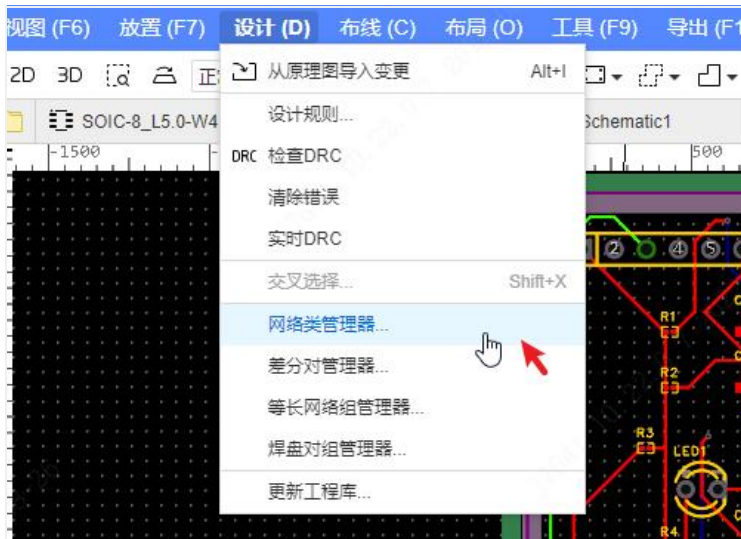 视图 (F6) 放置 (F7) 设计 (D) 布线 (C) 布局 (O) 工具 (F9) 导出 (F1
2D 3D 正
从原理图导入变更 Alt+I
SOIC-8_L5.0-W4 Schematic1
设计规则...
-1500 500
DRC 检查DRC
清除错误
实时DRC
2 4 5
交叉选择... Shift+X
网络类管理器...
R1
差分对管理器...
R2
等长网络组管理器...
R3
焊盘对组管理器...
LED1
更新工程库...
R4